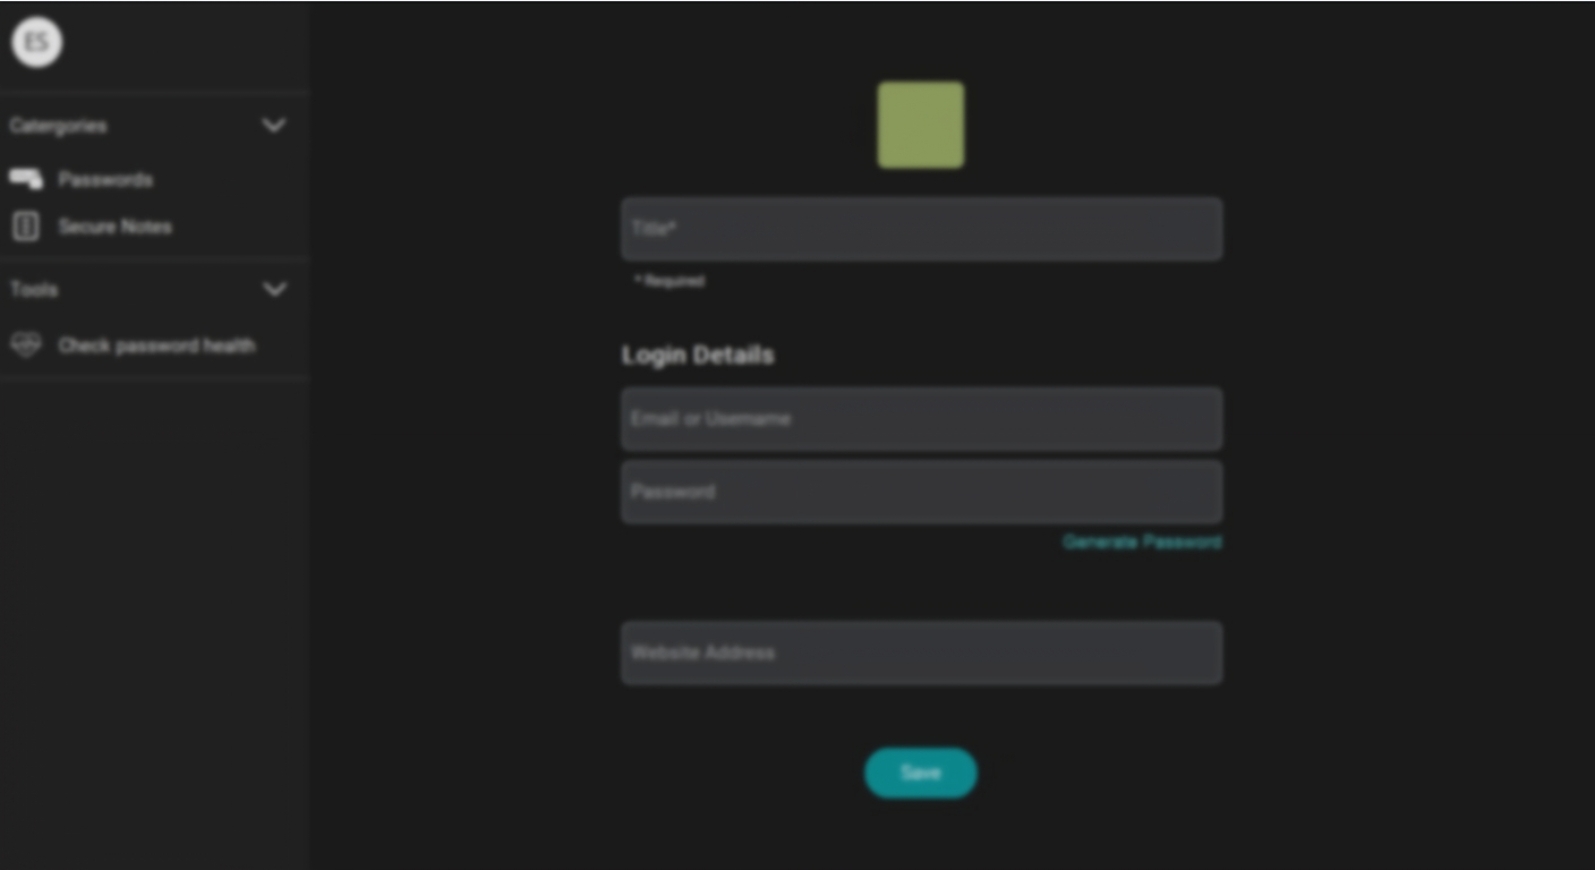 ES
Catergories
Passwords
Secure Notes
Tools
Check password health
Title*
* Required
Login Details
Email or Username
Password
Generate Password
Website Address
Save